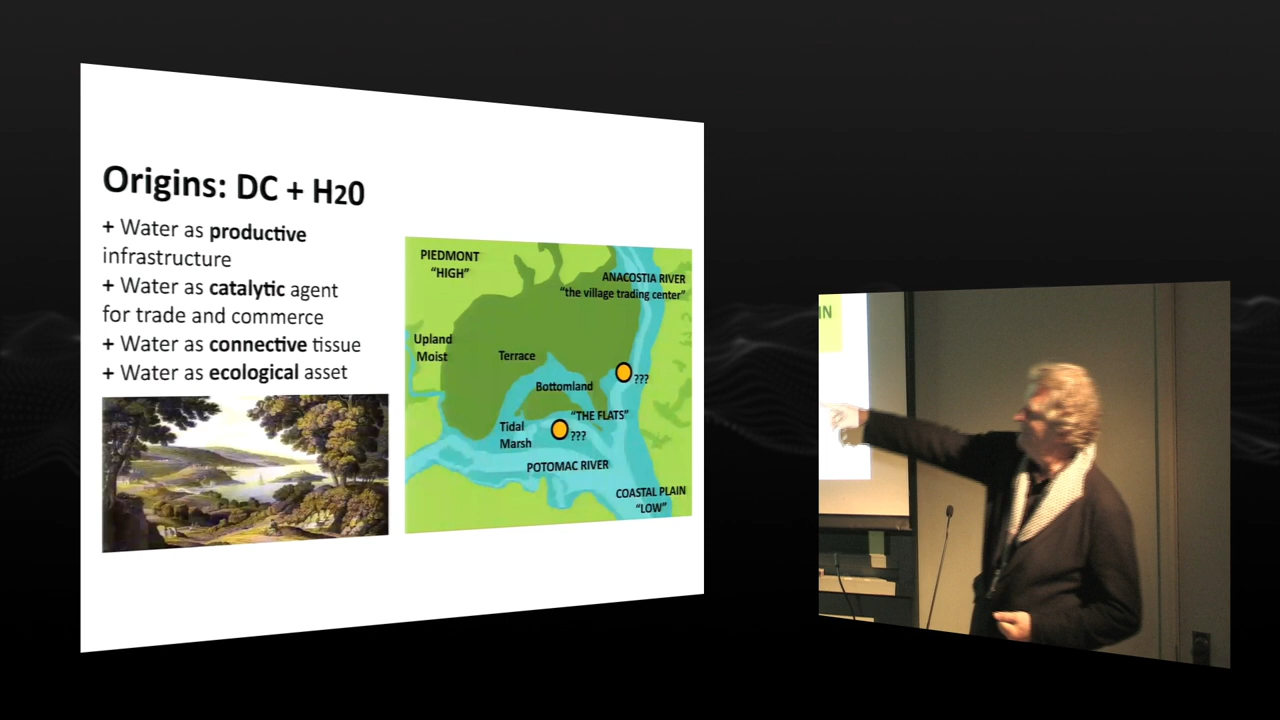 Origins: DC + H20
+ Water as productive
infrastructure
+ Water as catalytic agent
for trade and commerce
+ Water as connective tissue
+ Water as ecological asset
PIEDMONT
“HIGH”
ANACOSTIA RIVER
“the village trading center”
Upland
Moist
Terrace
Bottomland
???
“THE FLATS”
Tidal
Marsh
???
POTOMAC RIVER
COASTAL PLAIN
“LOW”
IN